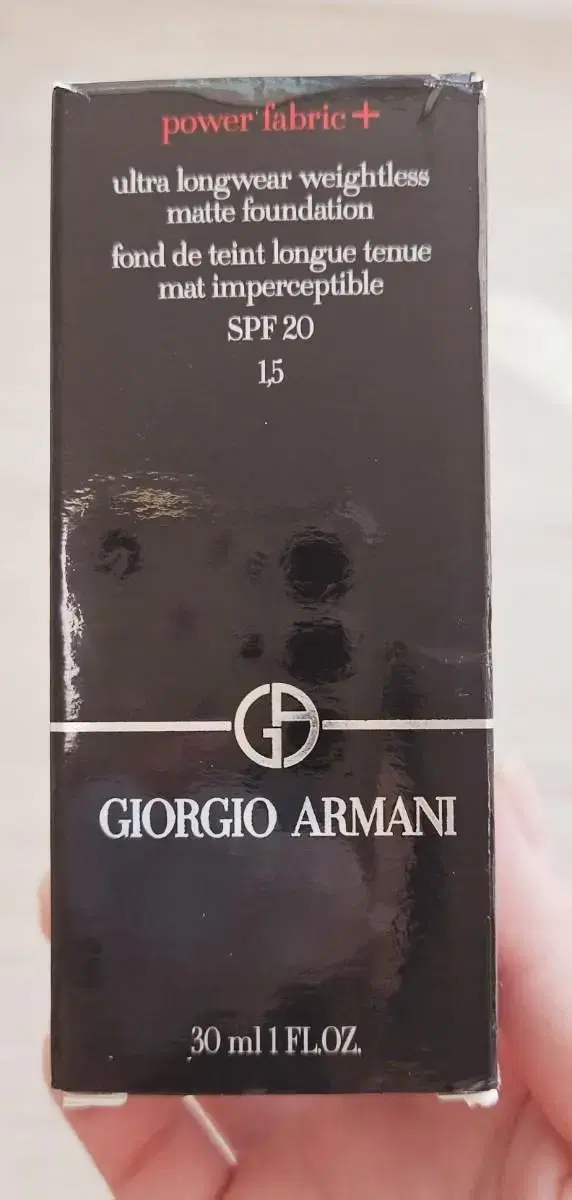 power fabric +
ultra longwear weightless
matte foundation
fond de teint longue tenue
mat imperceptible
SPF 20
1,5
GA
GIORGIO ARMANI
30 ml 1 FL.OZ.